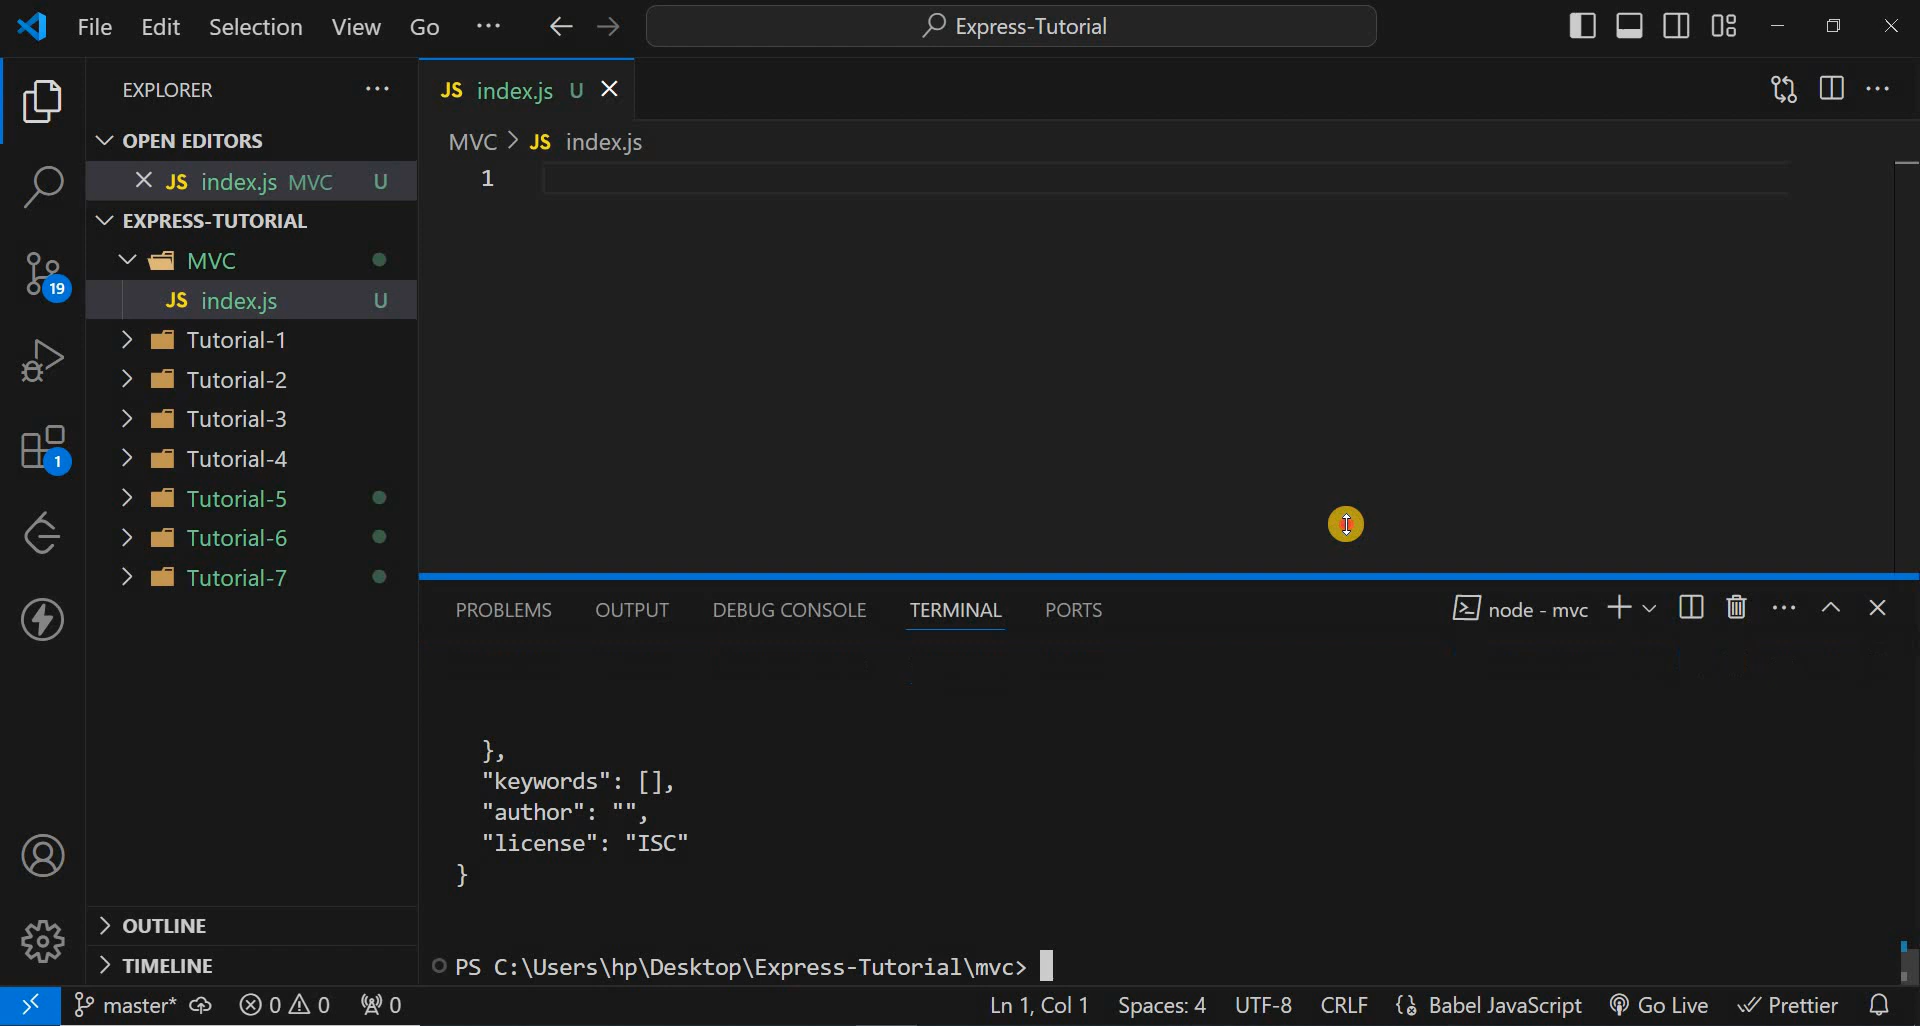 File Edit Selection View Go ··· Express-Tutorial
EXPLORER ···
OPEN EDITORS
JS index.js MVC U
EXPRESS-TUTORIAL
MVC
JS index.js U
Tutorial-1
Tutorial-2
Tutorial-3
Tutorial-4
Tutorial-5
Tutorial-6
Tutorial-7
OUTLINE
TIMELINE
19
1
JS index.js U
MVC > JS index.js
1
PROBLEMS OUTPUT DEBUG CONSOLE TERMINAL PORTS node - mvc
},
"keywords": [],
"author": "",
"license": "ISC"
}
PS C:\Users\hp\Desktop\Express-Tutorial\mvc>
master* 0 0 0 Ln 1, Col 1 Spaces: 4 UTF-8 CRLF {} Babel JavaScript Go Live Prettier